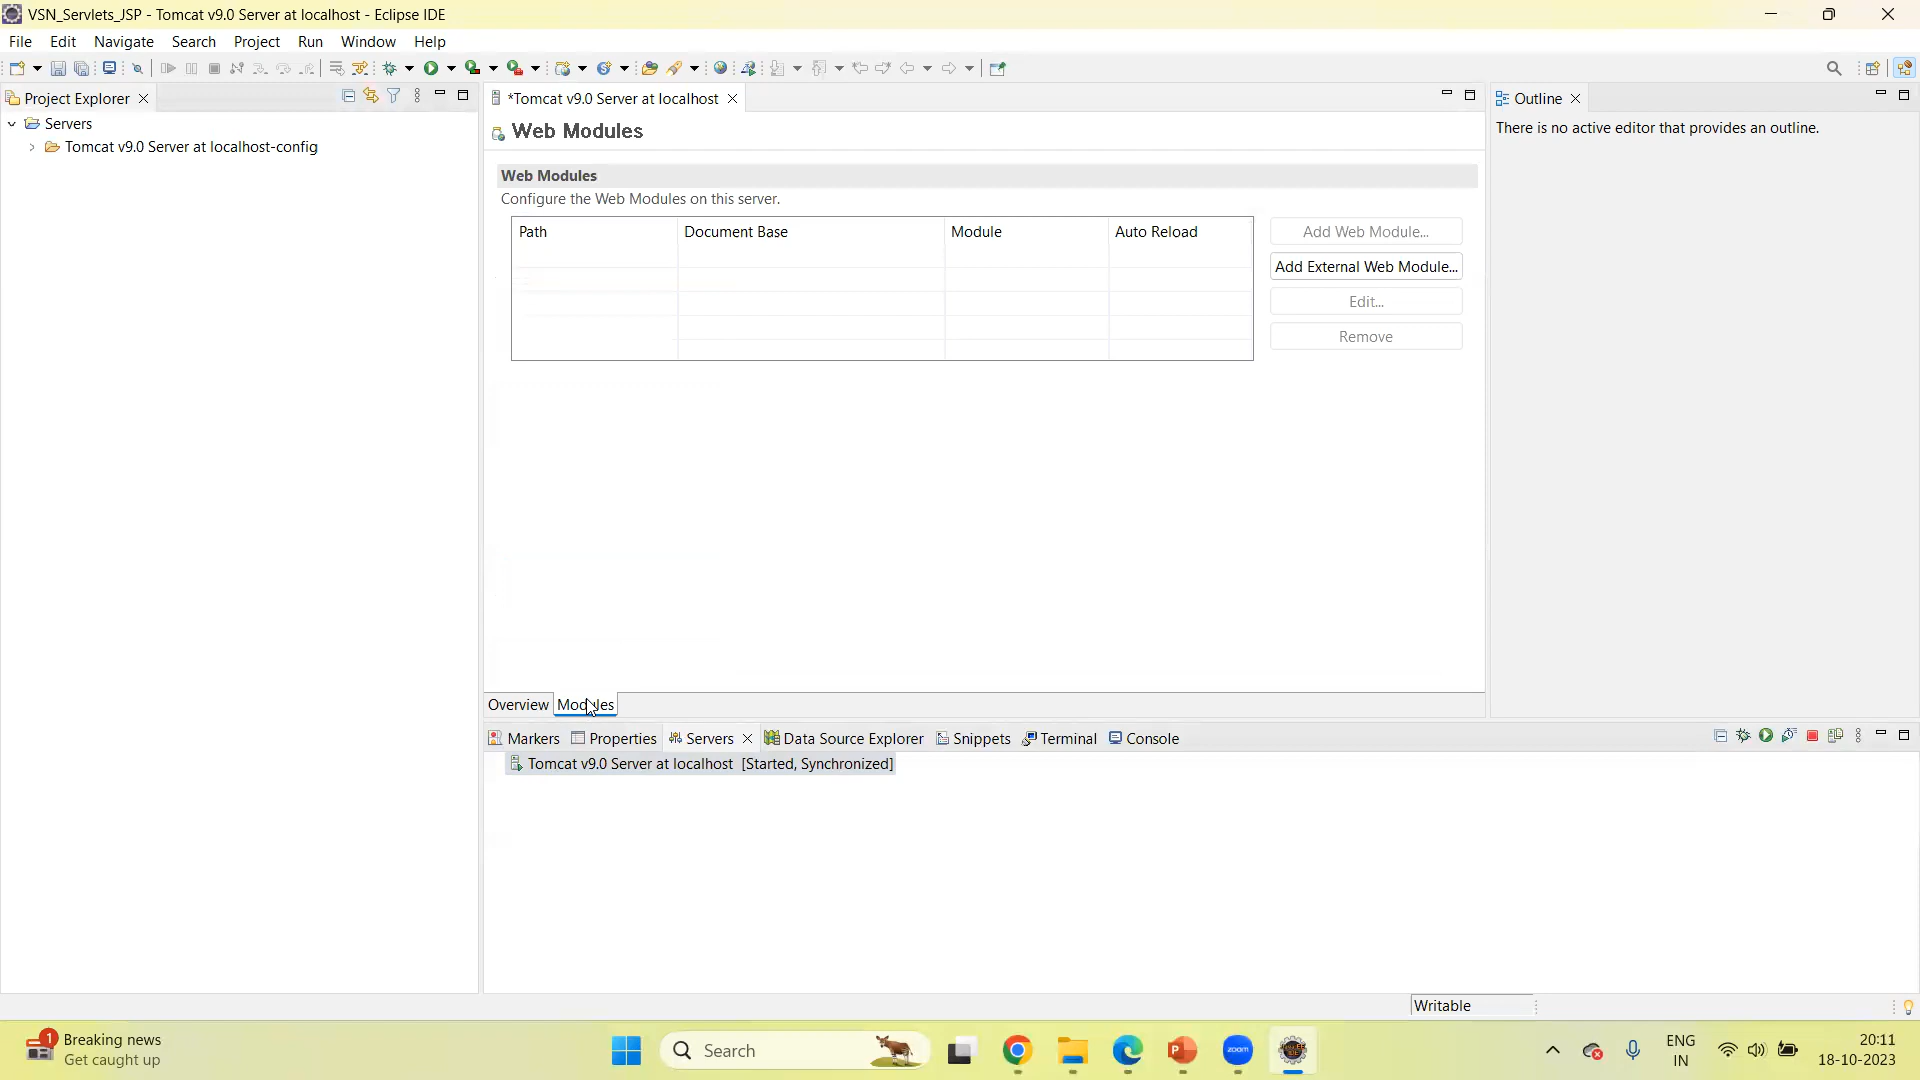 VSN_Servlets_JSP - Tomcat v9.0 Server at localhost - Eclipse IDE
File Edit Navigate Search Project Run Window Help
Project Explorer
Servers
Tomcat v9.0 Server at localhost-config
*Tomcat v9.0 Server at localhost
Web Modules
Web Modules
Configure the Web Modules on this server.
Path Document Base Module Auto Reload
Add Web Module...
Add External Web Module...
Edit...
Remove
Overview Modules
Outline
There is no active editor that provides an outline.
Markers Properties Servers Data Source Explorer Snippets Terminal Console
Tomcat v9.0 Server at localhost [Started, Synchronized]
Writable
1
Breaking news
Get caught up
Search
zoom
ENG
IN
20:11
18-10-2023